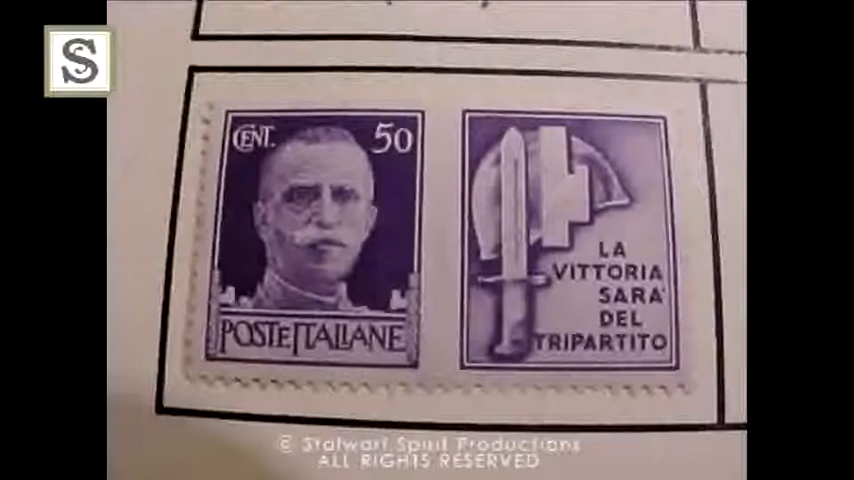 S
CENT. 50
POSTE ITALIANE
LA
VITTORIA
SARA'
DEL
TRIPARTITO
© Stalwart Spirit Productions
ALL RIGHTS RESERVED